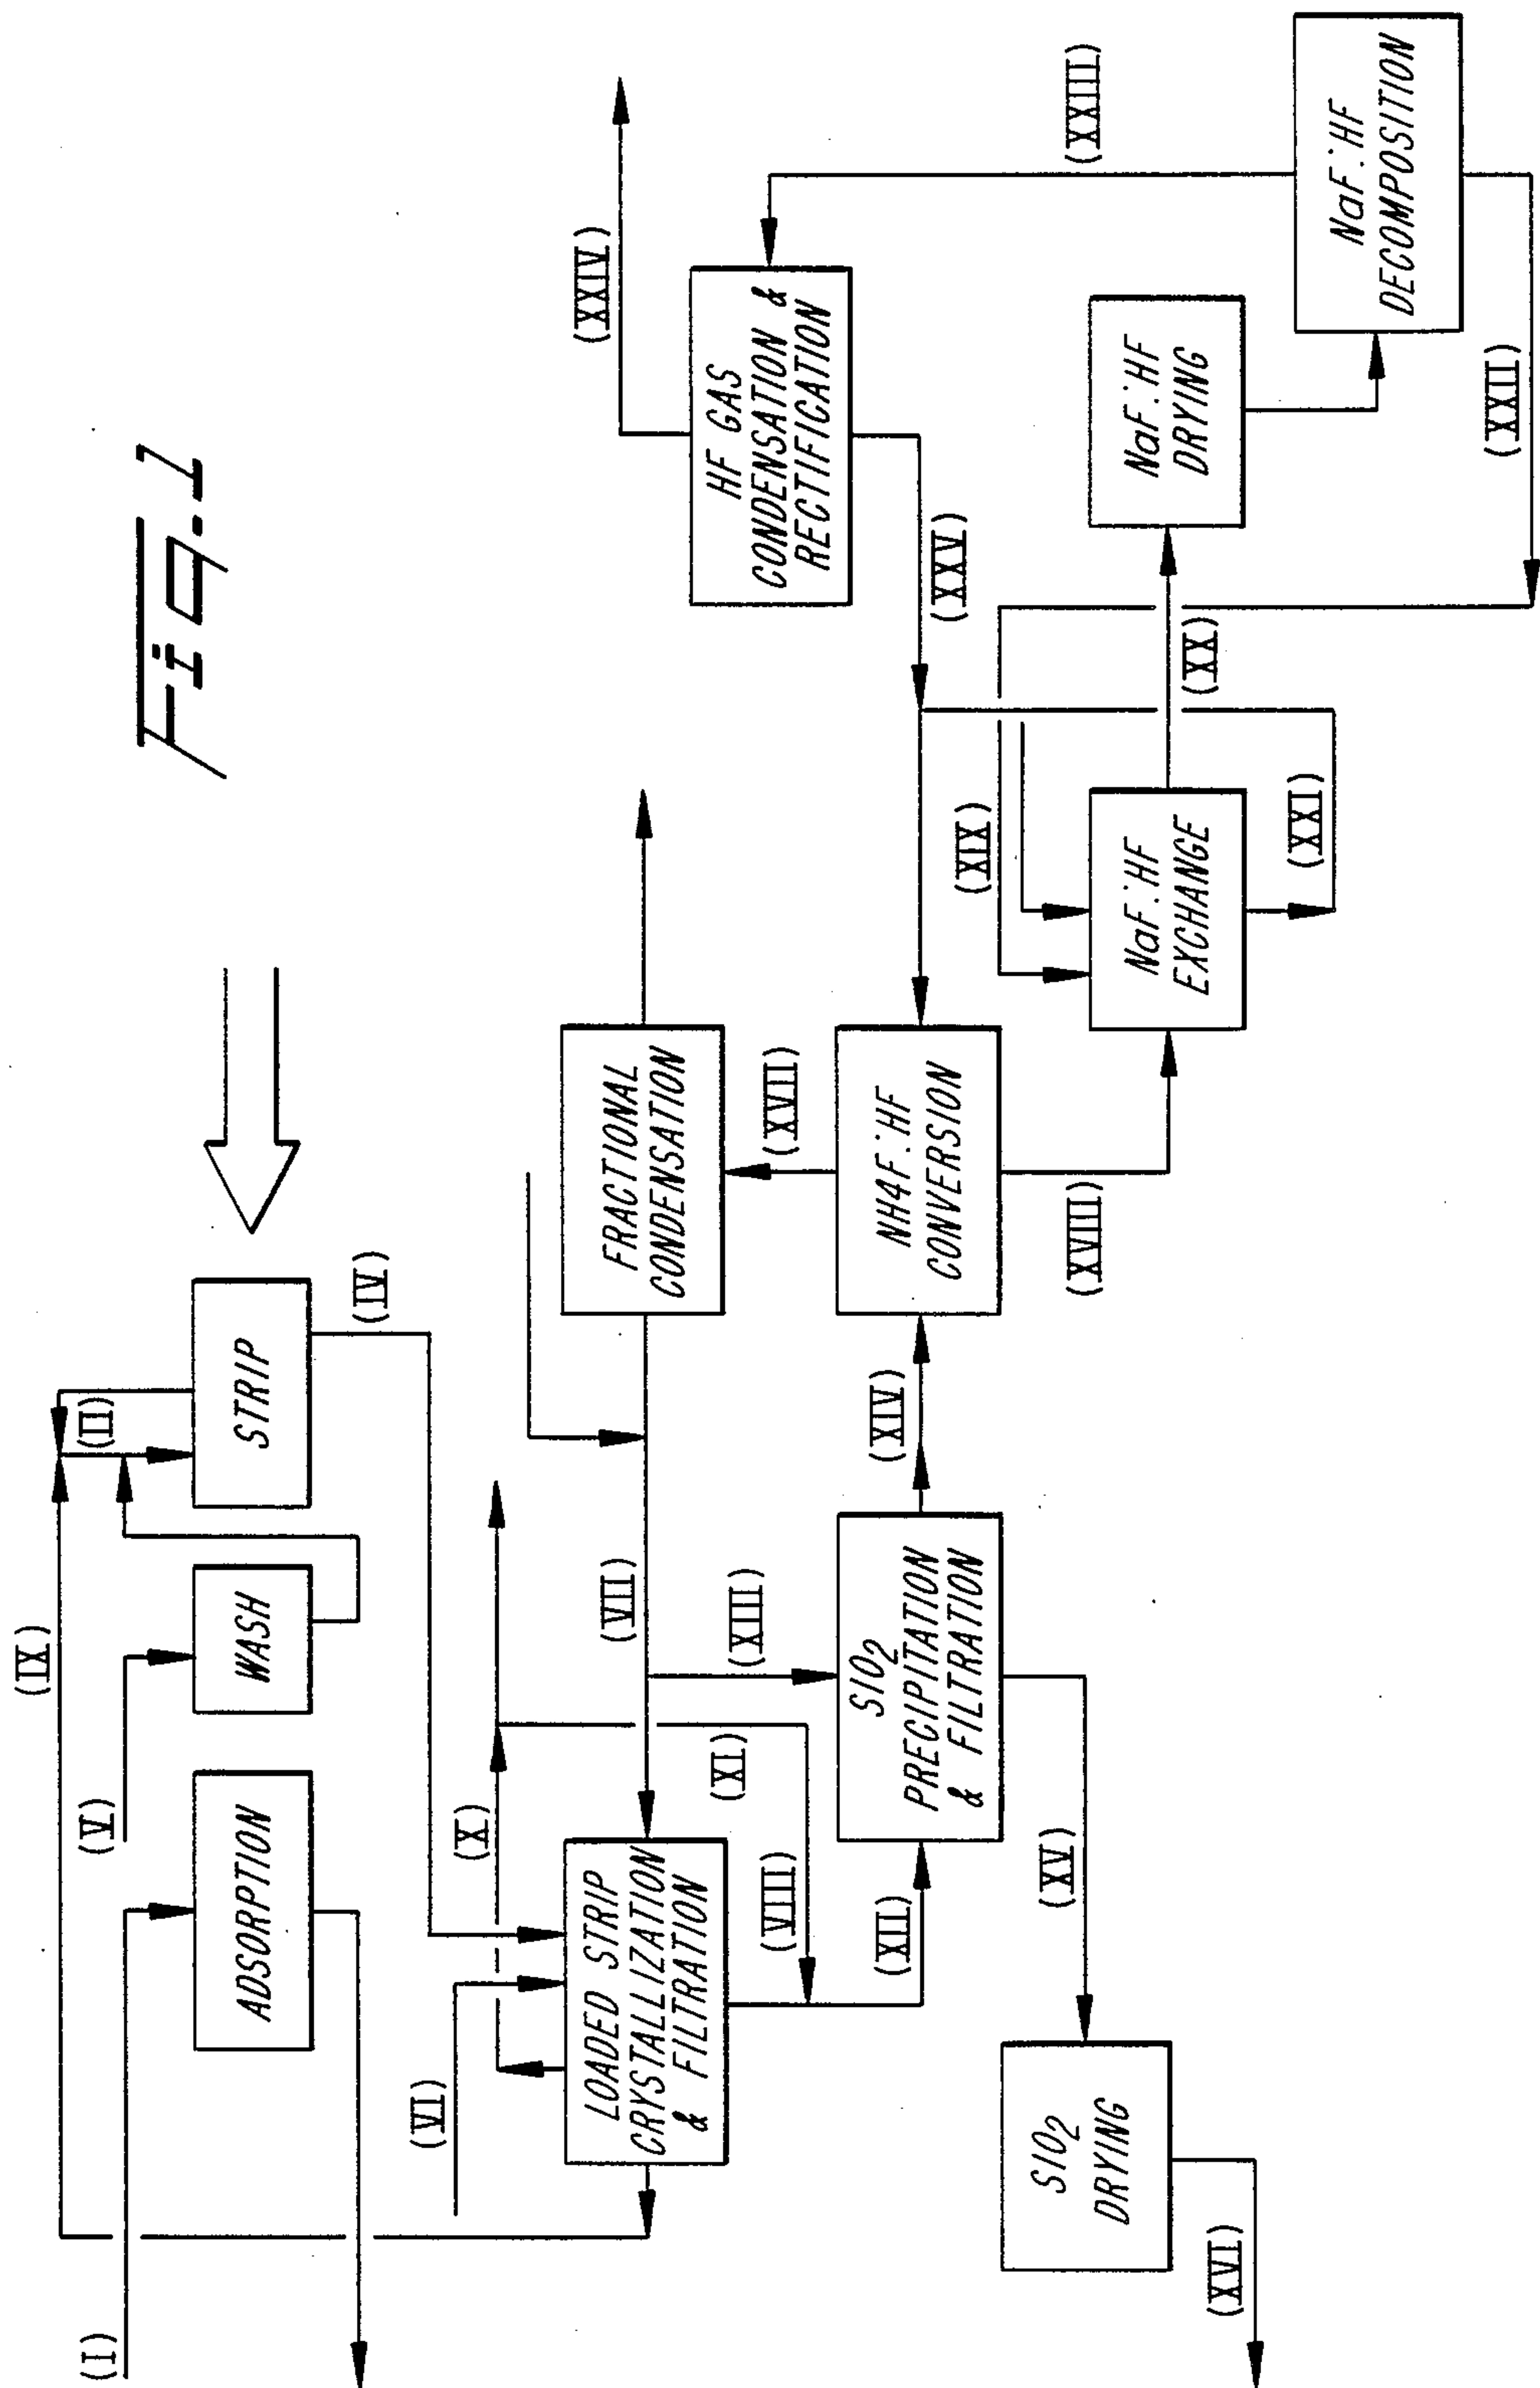 Fig. 1
(I)
ADSORPTION
(V)
WASH
(IX)
(II)
STRIP
(IV)
(VI)
(X)
LOADED STRIP
CRYSTALLIZATION
& FILTRATION
(VII)
(XI)
(VIII)
(XII)
(XIII)
SIO2
PRECIPITATION
& FILTRATION
(XIV)
(XV)
SIO2
DRYING
(XVI)
FRACTIONAL
CONDENSATION
(XVII)
NH4F·HF
CONVERSION
(XVIII)
(XIX)
NaF·HF
EXCHANGE
(XXI)
(XX)
NaF·HF
DRYING
(XXII)
NaF·HF
DECOMPOSITION
(XXIII)
HF GAS
CONDENSATION &
RECTIFICATION
(XXIV)
(XXV)